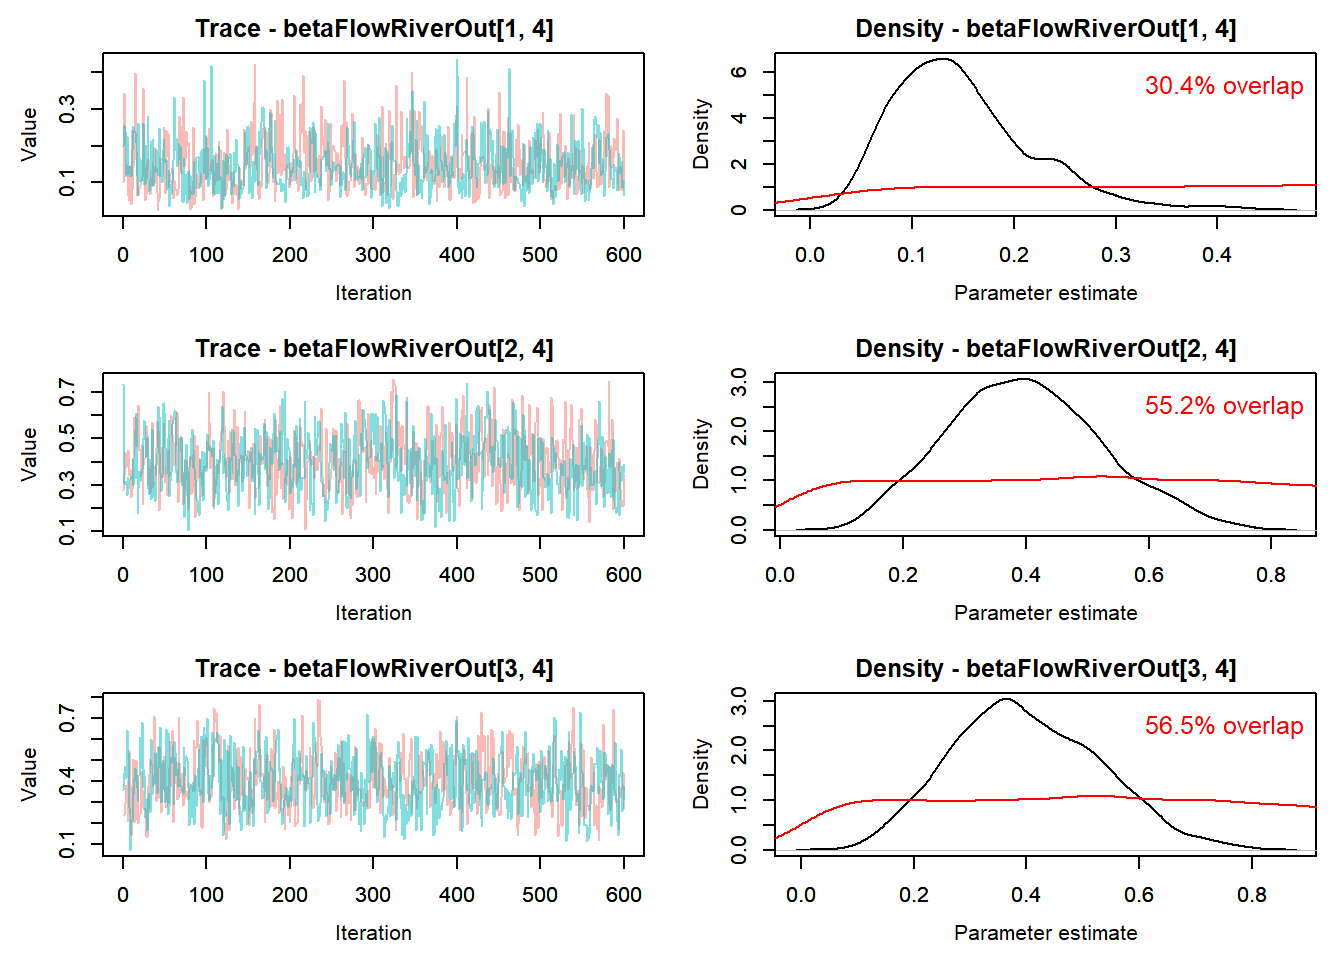 Trace - betaFlowRiverOut[1, 4]
Value
0.1
0.3
0 100 200 300 400 500 600
Iteration
Density - betaFlowRiverOut[1, 4]
30.4% overlap
Density
0 2 4 6
0.0 0.1 0.2 0.3 0.4
Parameter estimate
Trace - betaFlowRiverOut[2, 4]
Value
0.1 0.3 0.5 0.7
0 100 200 300 400 500 600
Iteration
Density - betaFlowRiverOut[2, 4]
55.2% overlap
Density
0.0 1.0 2.0 3.0
0.0 0.2 0.4 0.6 0.8
Parameter estimate
Trace - betaFlowRiverOut[3, 4]
Value
0.1 0.4 0.7
0 100 200 300 400 500 600
Iteration
Density - betaFlowRiverOut[3, 4]
56.5% overlap
Density
0.0 1.0 2.0 3.0
0.0 0.2 0.4 0.6 0.8
Parameter estimate